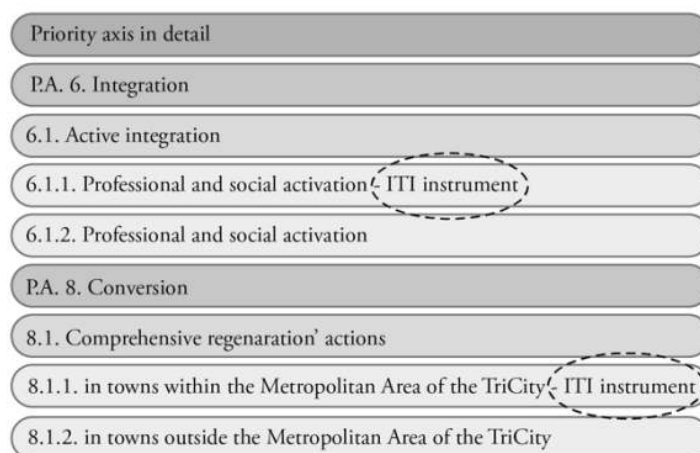 Priority axis in detail
P.A. 6. Integration
6.1. Active integration
6.1.1. Professional and social activation - ITI instrument
6.1.2. Professional and social activation
P.A. 8. Conversion
8.1. Comprehensive regenaration’ actions
8.1.1. in towns within the Metropolitan Area of the TriCity - ITI instrument
8.1.2. in towns outside the Metropolitan Area of the TriCity